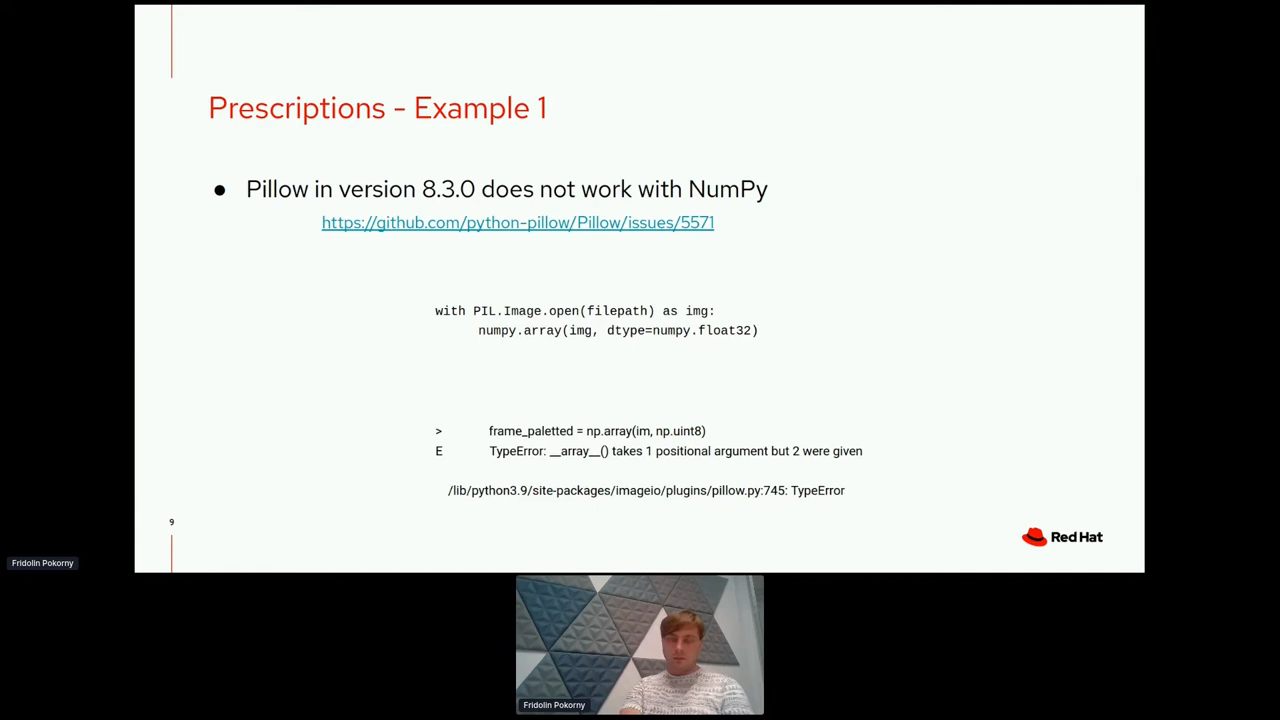 Prescriptions - Example 1
● Pillow in version 8.3.0 does not work with NumPy
https://github.com/python-pillow/Pillow/issues/5571
with PIL.Image.open(filepath) as img:
numpy.array(img, dtype=numpy.float32)
> frame_paletted = np.array(im, np.uint8)
E TypeError: __array__() takes 1 positional argument but 2 were given
/lib/python3.9/site-packages/imageio/plugins/pillow.py:745: TypeError
9
Red Hat
Fridolin Pokorny
Fridolin Pokorny